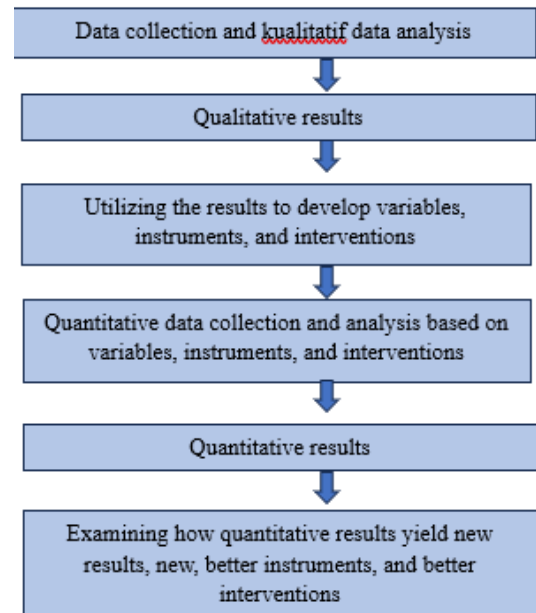 Data collection and kualitatif data analysis
Qualitative results
Utilizing the results to develop variables,
instruments, and interventions
Quantitative data collection and analysis based on
variables, instruments, and interventions
Quantitative results
Examining how quantitative results yield new
results, new, better instruments, and better
interventions